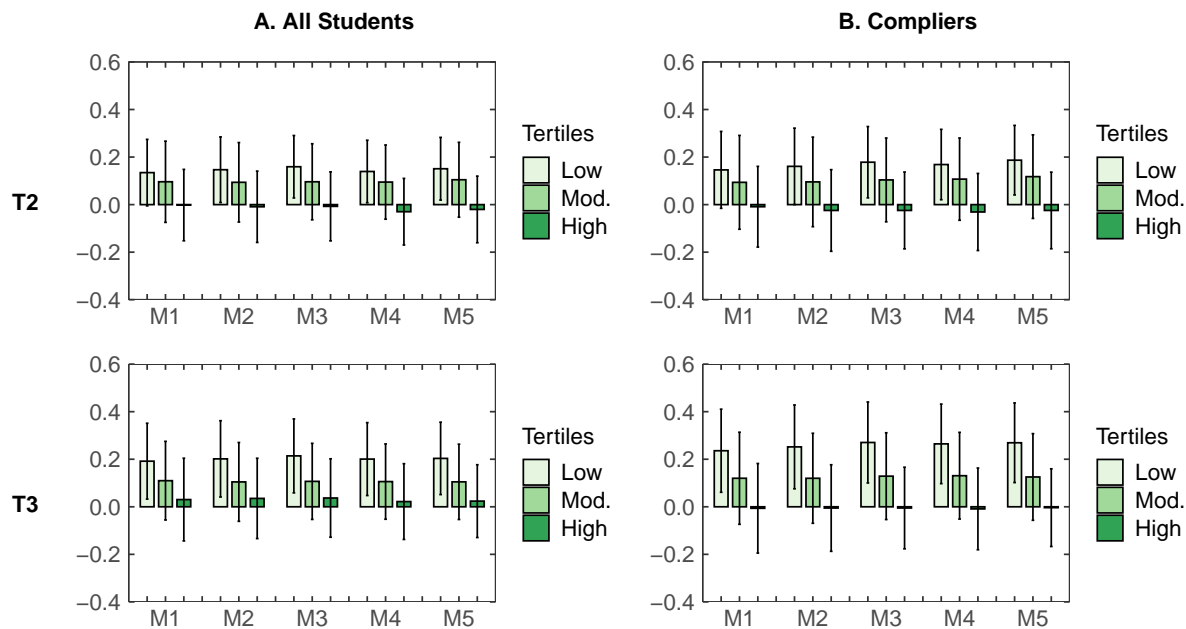 A. All Students
B. Compliers
T2
0.6
0.4
0.2
0.0
−0.2
−0.4
M1 M2 M3 M4 M5
Tertiles
Low
Mod.
High
0.6
0.4
0.2
0.0
−0.2
−0.4
M1 M2 M3 M4 M5
Tertiles
Low
Mod.
High
T3
0.6
0.4
0.2
0.0
−0.2
−0.4
M1 M2 M3 M4 M5
Tertiles
Low
Mod.
High
0.6
0.4
0.2
0.0
−0.2
−0.4
M1 M2 M3 M4 M5
Tertiles
Low
Mod.
High